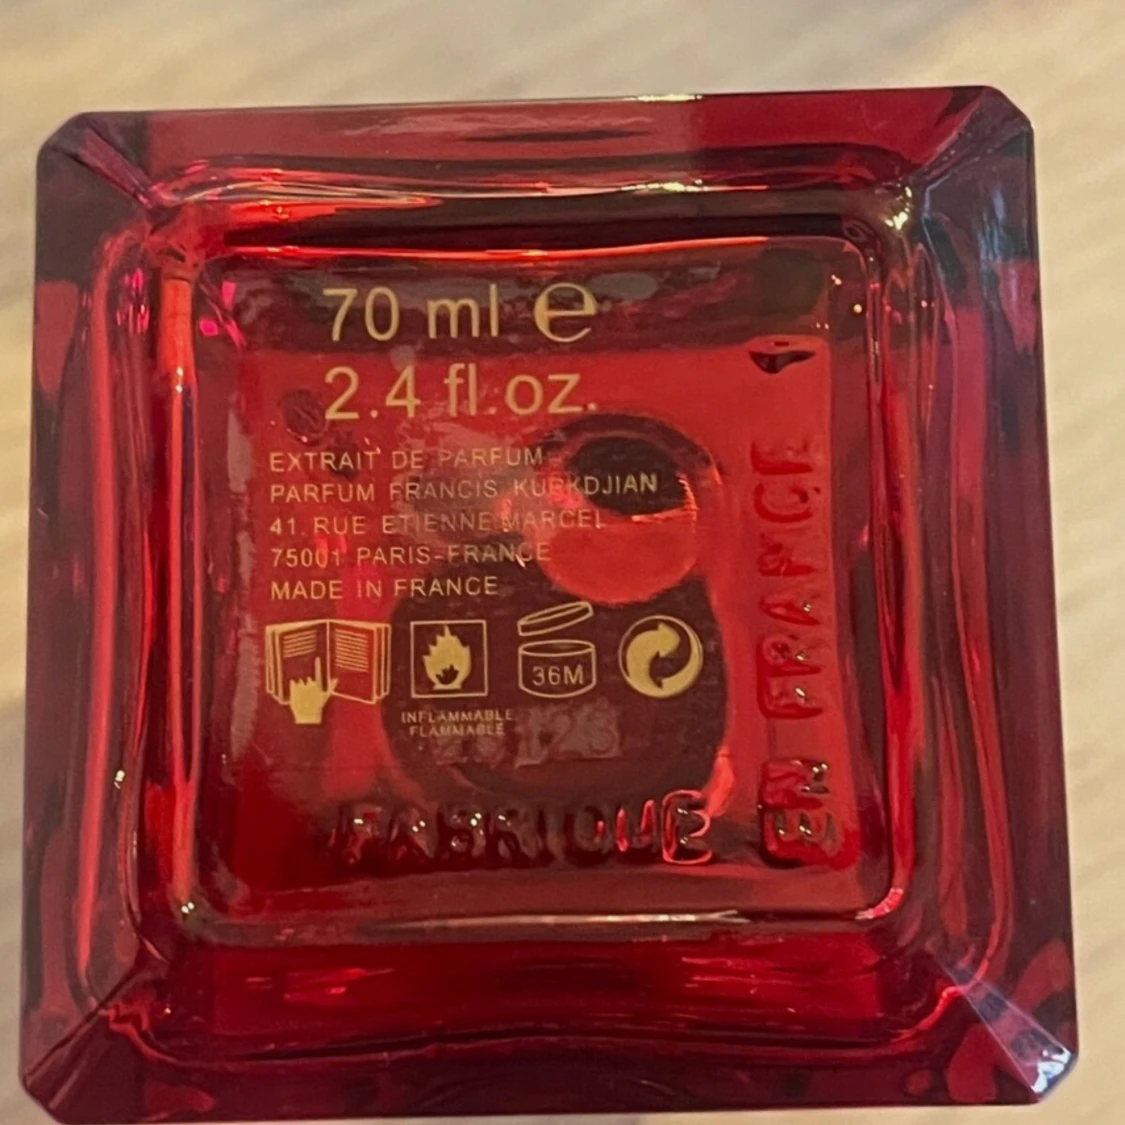 70 ml e
2.4 fl.oz.
EXTRAIT DE PARFUM
PARFUM FRANCIS KURKDJIAN
41. RUE ETIENNE MARCEL
75001 PARIS-FRANCE
MADE IN FRANCE
36M
INFLAMMABLE
FLAMMABLE
FABRIQUE
EN FRANCE